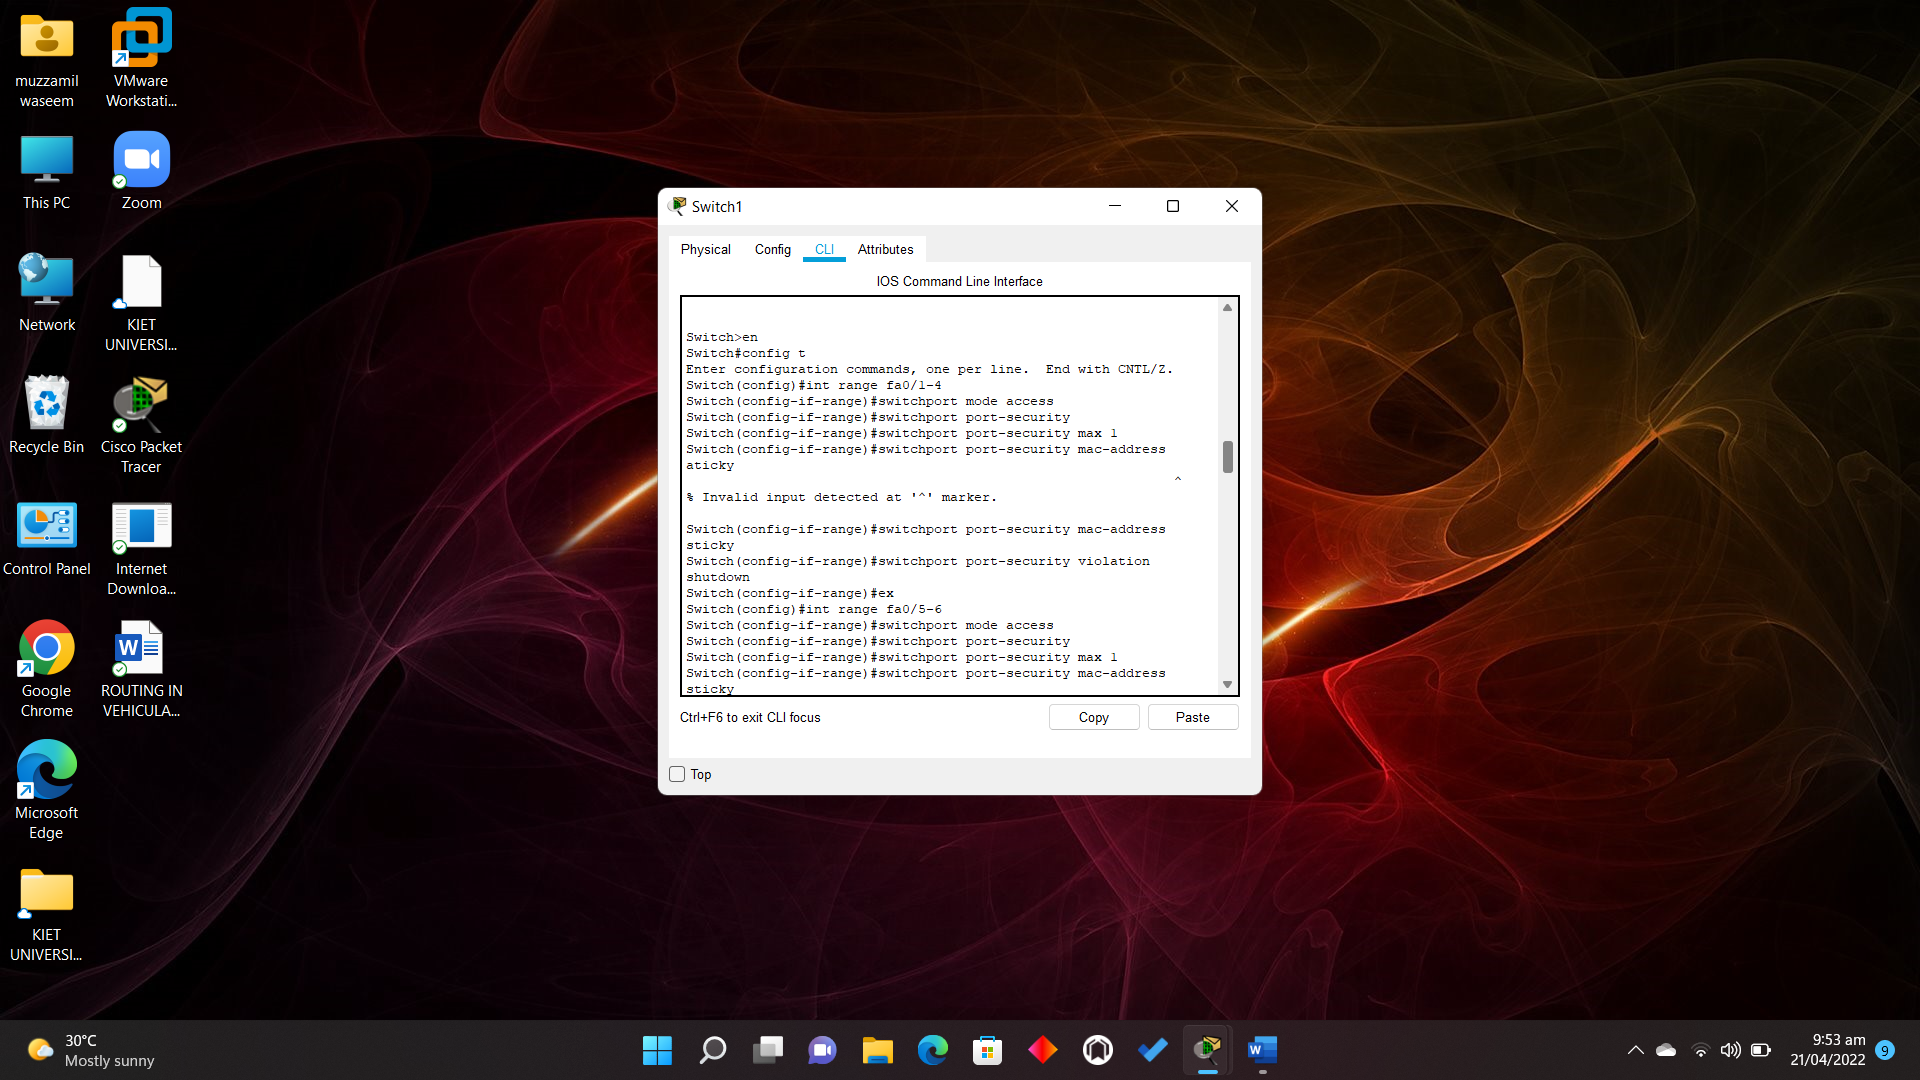 muzzamil
waseem
VMware
Workstati...
This PC
Zoom
Network
KIET
UNIVERSI...
Recycle Bin
Cisco Packet
Tracer
Control Panel
Internet
Downloa...
Google
Chrome
W
ROUTING IN
VEHICULA...
Microsoft
Edge
KIET
UNIVERSI...
Switch1
Physical
Config
CLI
Attributes
IOS Command Line Interface
Switch>en
Switch#config t
Enter configuration commands, one per line.  End with CNTL/Z.
Switch(config)#int range fa0/1-4
Switch(config-if-range)#switchport mode access
Switch(config-if-range)#switchport port-security
Switch(config-if-range)#switchport port-security max 1
Switch(config-if-range)#switchport port-security mac-address
aticky
^
% Invalid input detected at '^' marker.
Switch(config-if-range)#switchport port-security mac-address
sticky
Switch(config-if-range)#switchport port-security violation
shutdown
Switch(config-if-range)#ex
Switch(config)#int range fa0/5-6
Switch(config-if-range)#switchport mode access
Switch(config-if-range)#switchport port-security
Switch(config-if-range)#switchport port-security max 1
Switch(config-if-range)#switchport port-security mac-address
sticky
Ctrl+F6 to exit CLI focus
Copy
Paste
Top
30°C
Mostly sunny
W
9:53 am
21/04/2022
9